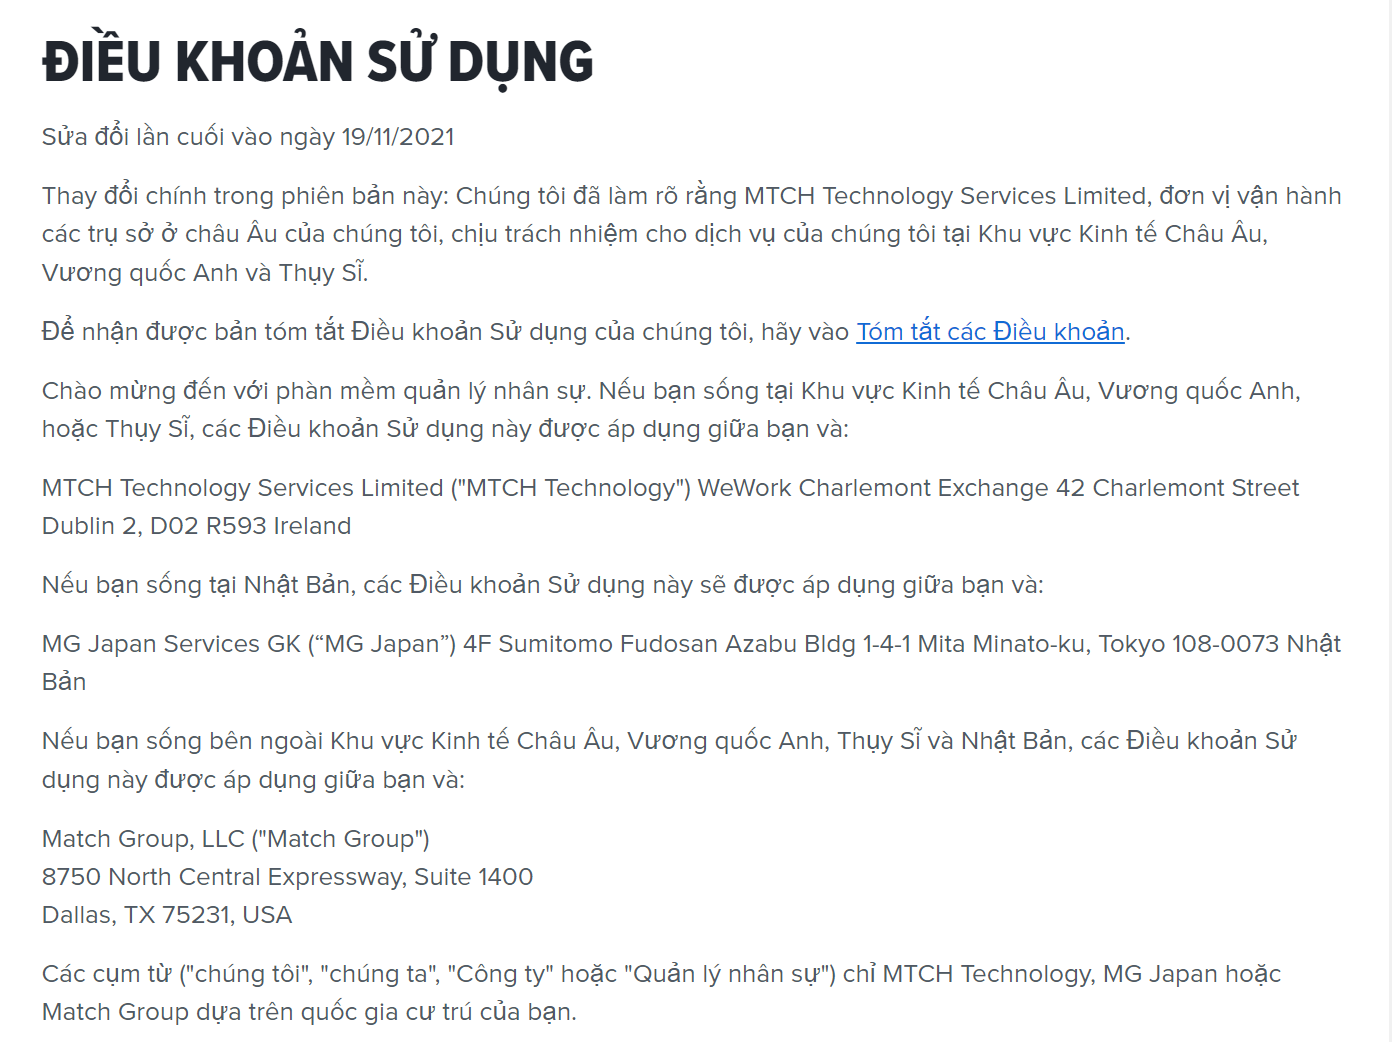 ĐIỀU KHOẢN SỬ DỤNG
Sửa đổi lần cuối vào ngày 19/11/2021
Thay đổi chính trong phiên bản này: Chúng tôi đã làm rõ rằng MTCH Technology Services Limited, đơn vị vận hành
các trụ sở ở châu Âu của chúng tôi, chịu trách nhiệm cho dịch vụ của chúng tôi tại Khu vực Kinh tế Châu Âu,
Vương quốc Anh và Thụy Sĩ.
Để nhận được bản tóm tắt Điều khoản Sử dụng của chúng tôi, hãy vào Tóm tắt các Điều khoản.
Chào mừng đến với phàn mềm quản lý nhân sự. Nếu bạn sống tại Khu vực Kinh tế Châu Âu, Vương quốc Anh,
hoặc Thụy Sĩ, các Điều khoản Sử dụng này được áp dụng giữa bạn và:
MTCH Technology Services Limited ("MTCH Technology") WeWork Charlemont Exchange 42 Charlemont Street
Dublin 2, D02 R593 Ireland
Nếu bạn sống tại Nhật Bản, các Điều khoản Sử dụng này sẽ được áp dụng giữa bạn và:
MG Japan Services GK (“MG Japan”) 4F Sumitomo Fudosan Azabu Bldg 1-4-1 Mita Minato-ku, Tokyo 108-0073 Nhật
Bản
Nếu bạn sống bên ngoài Khu vực Kinh tế Châu Âu, Vương quốc Anh, Thụy Sĩ và Nhật Bản, các Điều khoản Sử
dụng này được áp dụng giữa bạn và:
Match Group, LLC ("Match Group")
8750 North Central Expressway, Suite 1400
Dallas, TX 75231, USA
Các cụm từ ("chúng tôi", "chúng ta", "Công ty" hoặc "Quản lý nhân sự") chỉ MTCH Technology, MG Japan hoặc
Match Group dựa trên quốc gia cư trú của bạn.